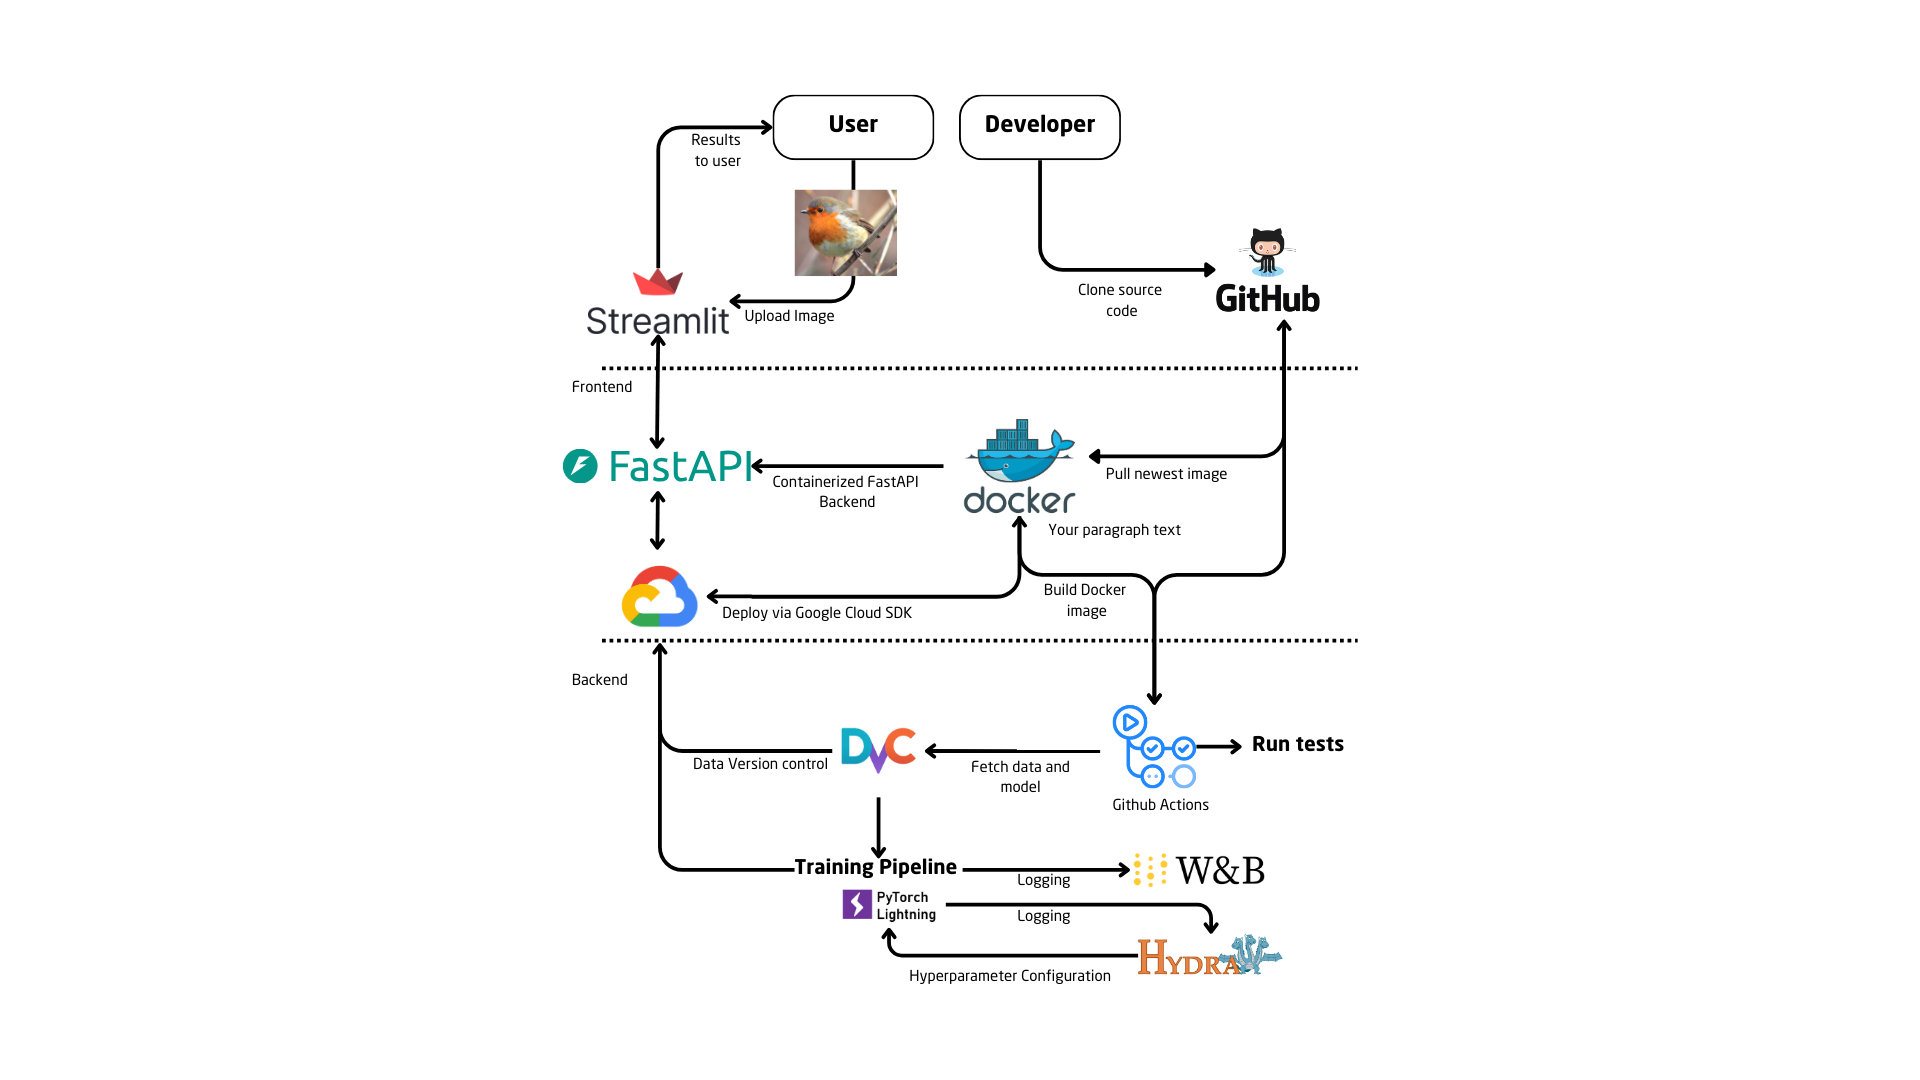 User
Developer
Results
to user
Upload Image
Streamlit
Clone source
code
GitHub
Frontend
FastAPI
Containerized FastAPI
Backend
docker
Pull newest image
Your paragraph text
Build Docker
image
Deploy via Google Cloud SDK
Backend
Data Version control
DVC
Fetch data and
model
Github Actions
Run tests
Training Pipeline
Logging
W&B
PyTorch
Lightning
Logging
HYDRA
Hyperparameter Configuration